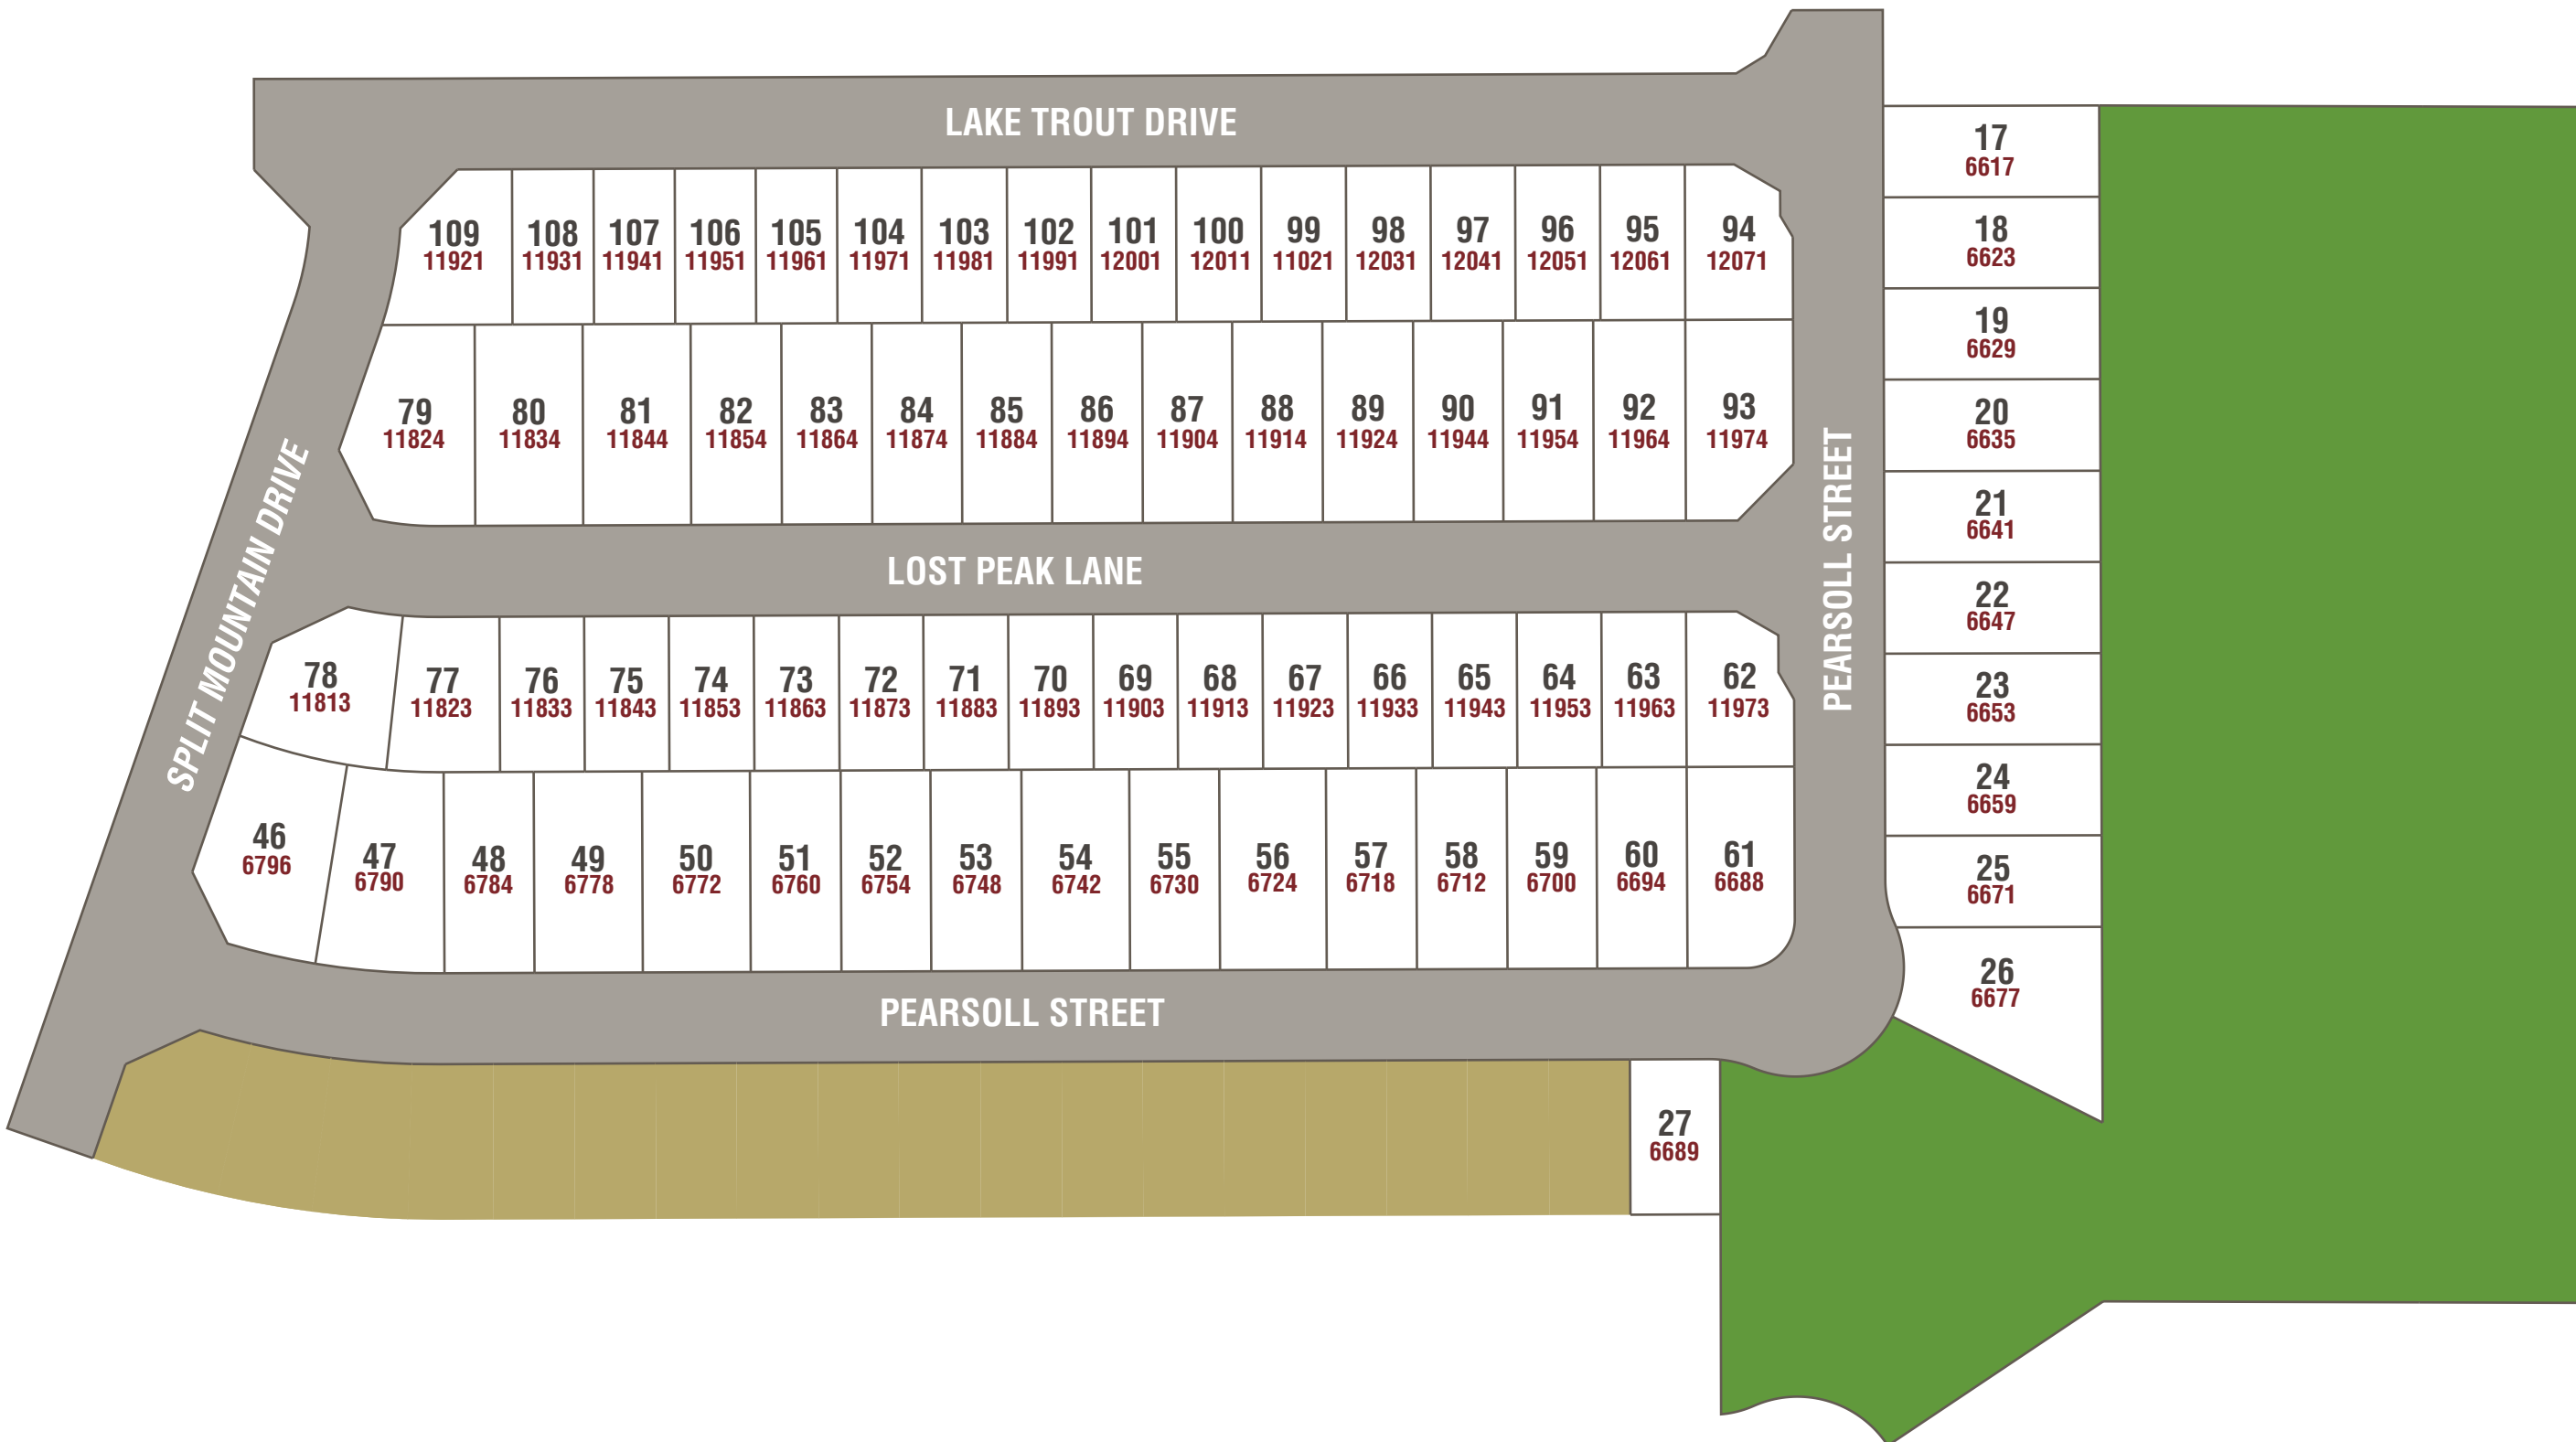 LAKE TROUT DRIVE
109 108 107 106 105 104 103 102 101 100 99 98 97 96 95 94
11921 11931 11941 11951 11961 11971 11981 11991 12001 12011 11021 12031 12041 12051 12061 12071
79 80 81 82 83 84 85 86 87 88 89 90 91 92 93
11824 11834 11844 11854 11864 11874 11884 11894 11904 11914 11924 11944 11954 11964 11974
LOST PEAK LANE
SPLIT MOUNTAIN DRIVE
PEARSOLL STREET
78 77 76 75 74 73 72 71 70 69 68 67 66 65 64 63 62
11813 11823 11833 11843 11853 11863 11873 11883 11893 11903 11913 11923 11933 11943 11953 11963 11973
46 47 48 49 50 51 52 53 54 55 56 57 58 59 60 61
6796 6790 6784 6778 6772 6760 6754 6748 6742 6730 6724 6718 6712 6700 6694 6688
PEARSOLL STREET
17
6617
18
6623
19
6629
20
6635
21
6641
22
6647
23
6653
24
6659
25
6671
26
6677
27
6689